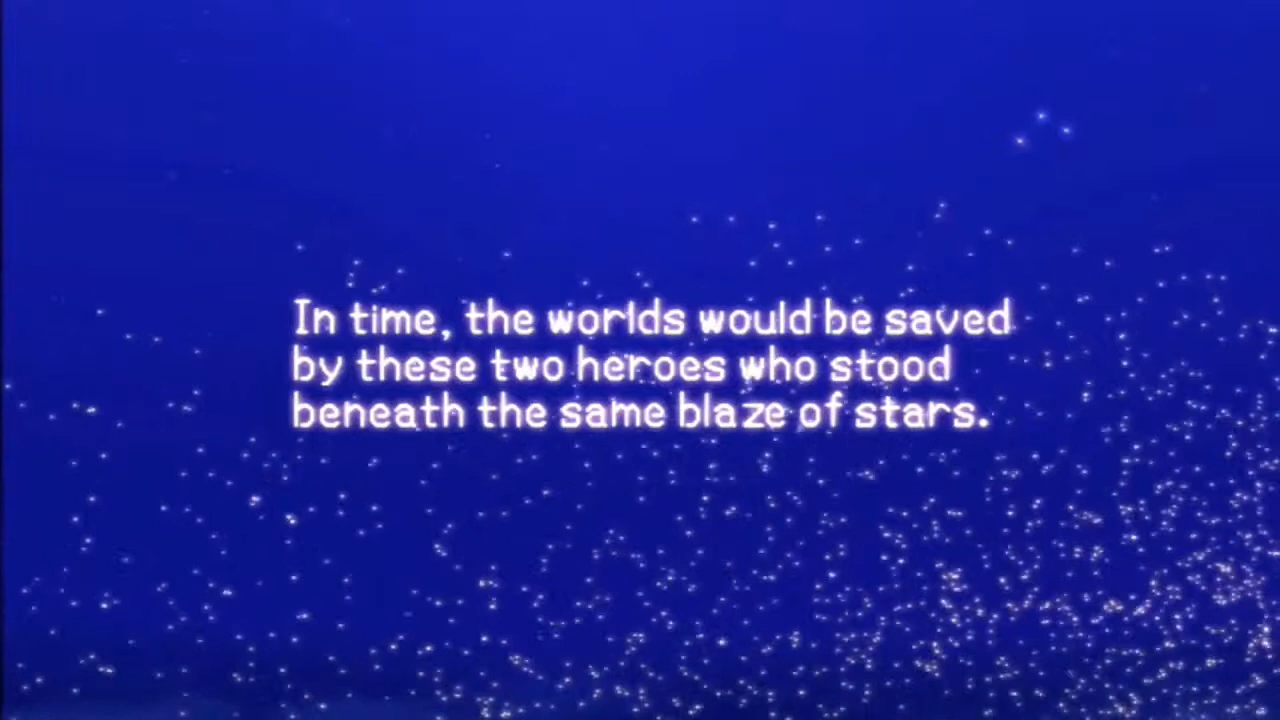 In time, the worlds would be saved
by these two heroes who stood
beneath the same blaze of stars.